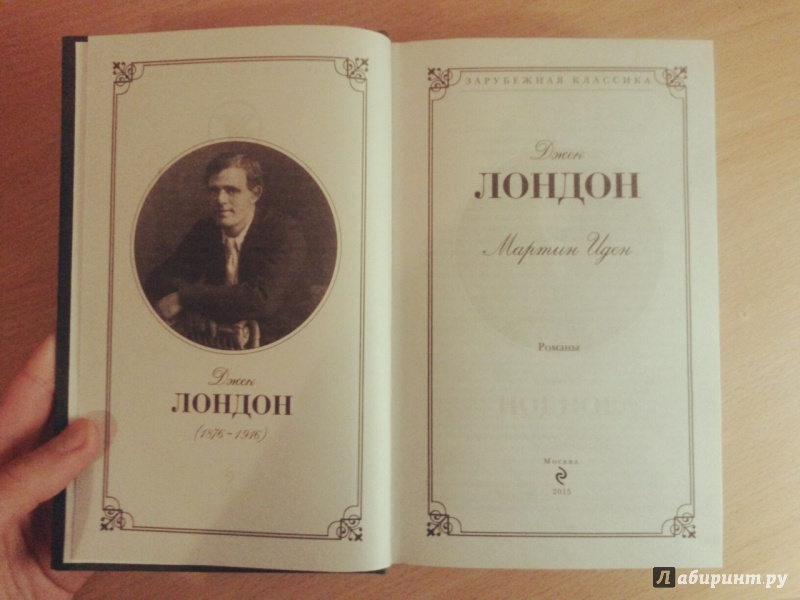 Джек
ЛОНДОН
(1876–1916)
ЗАРУБЕЖНАЯ КЛАССИКА
Джек
ЛОНДОН
Мартин Иден
Романы
Москва
2015
Лабиринт.ру